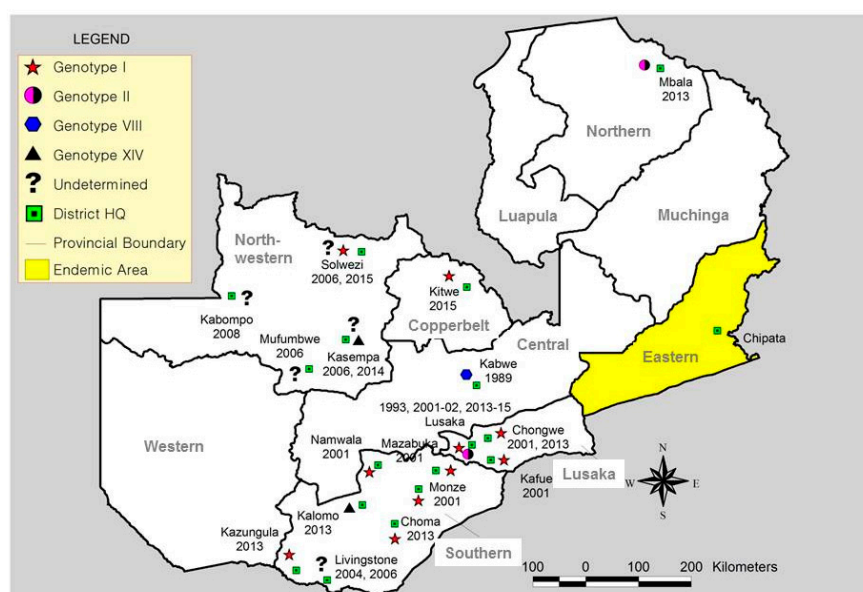 LEGEND
Genotype I
Genotype II
Genotype VIII
Genotype XIV
? Undetermined
District HQ
Provincial Boundary
Endemic Area
Mbala
2013
Northern
Luapula
Muchinga
North-
western
?
Solwezi
2006, 2015
Kitwe
2015
Copperbelt
?
Kabompo
2008
Mufumbwe
2006
?
?
Kasempa
2006, 2014
Central
Kabwe
1989
Eastern
Chipata
Western
1993, 2001-02, 2013-15
Lusaka
Chongwe
2001, 2013
Namwala
2001
Mazabuka
2001
Lusaka
Kafue
2001
Monze
2001
Kalomo
2013
Choma
2013
Kazungula
2013
Southern
?
Livingstone
2004, 2006
N
W
E
S
100
0
100
200
Kilometers